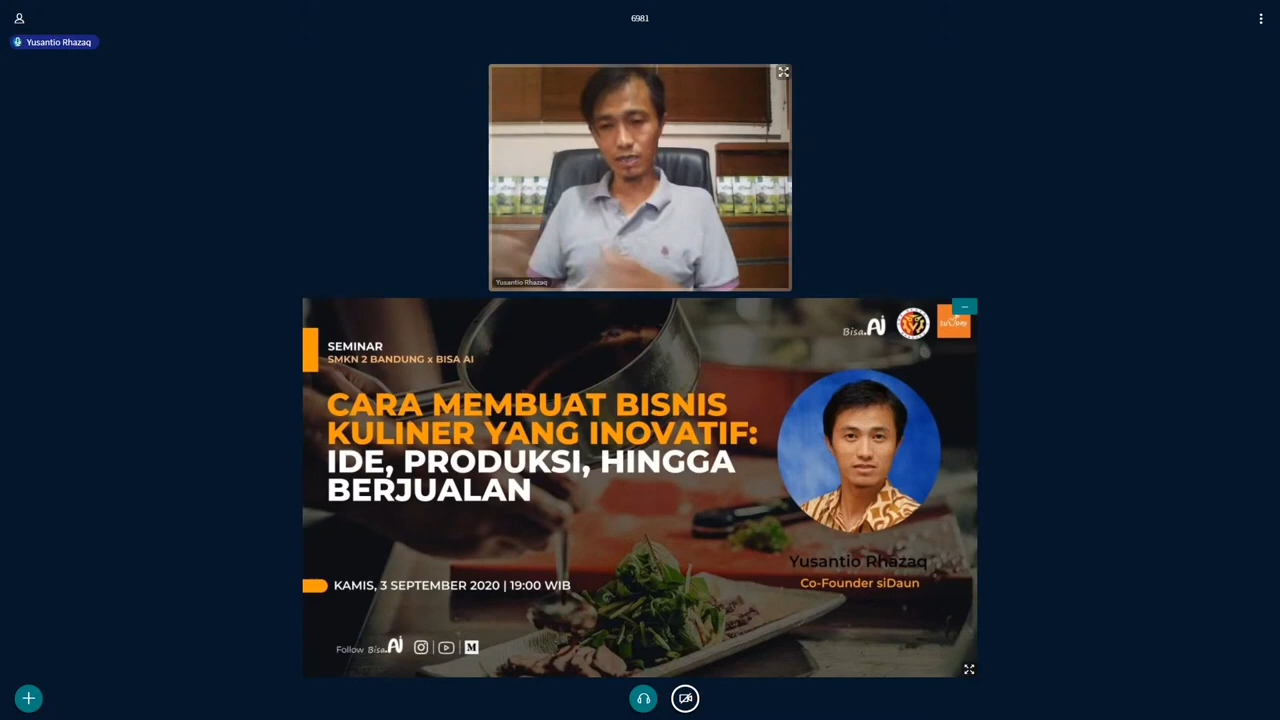 6981
Yusantio Rhazaq
Yusantio Rhazaq
Bisa.AI
SEMINAR
SMKN 2 BANDUNG x BISA AI
CARA MEMBUAT BISNIS
KULINER YANG INOVATIF:
IDE, PRODUKSI, HINGGA
BERJUALAN
Yusantio Rhazaq
Co-Founder siDaun
KAMIS, 3 SEPTEMBER 2020 | 19:00 WIB
Follow Bisa.AI